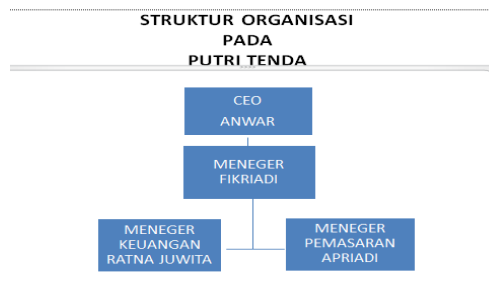 STRUKTUR ORGANISASI
PADA
PUTRI TENDA
CEO
ANWAR
MENEGER
FIKRIADI
MENEGER
KEUANGAN
RATNA JUWITA
MENEGER
PEMASARAN
APRIADI